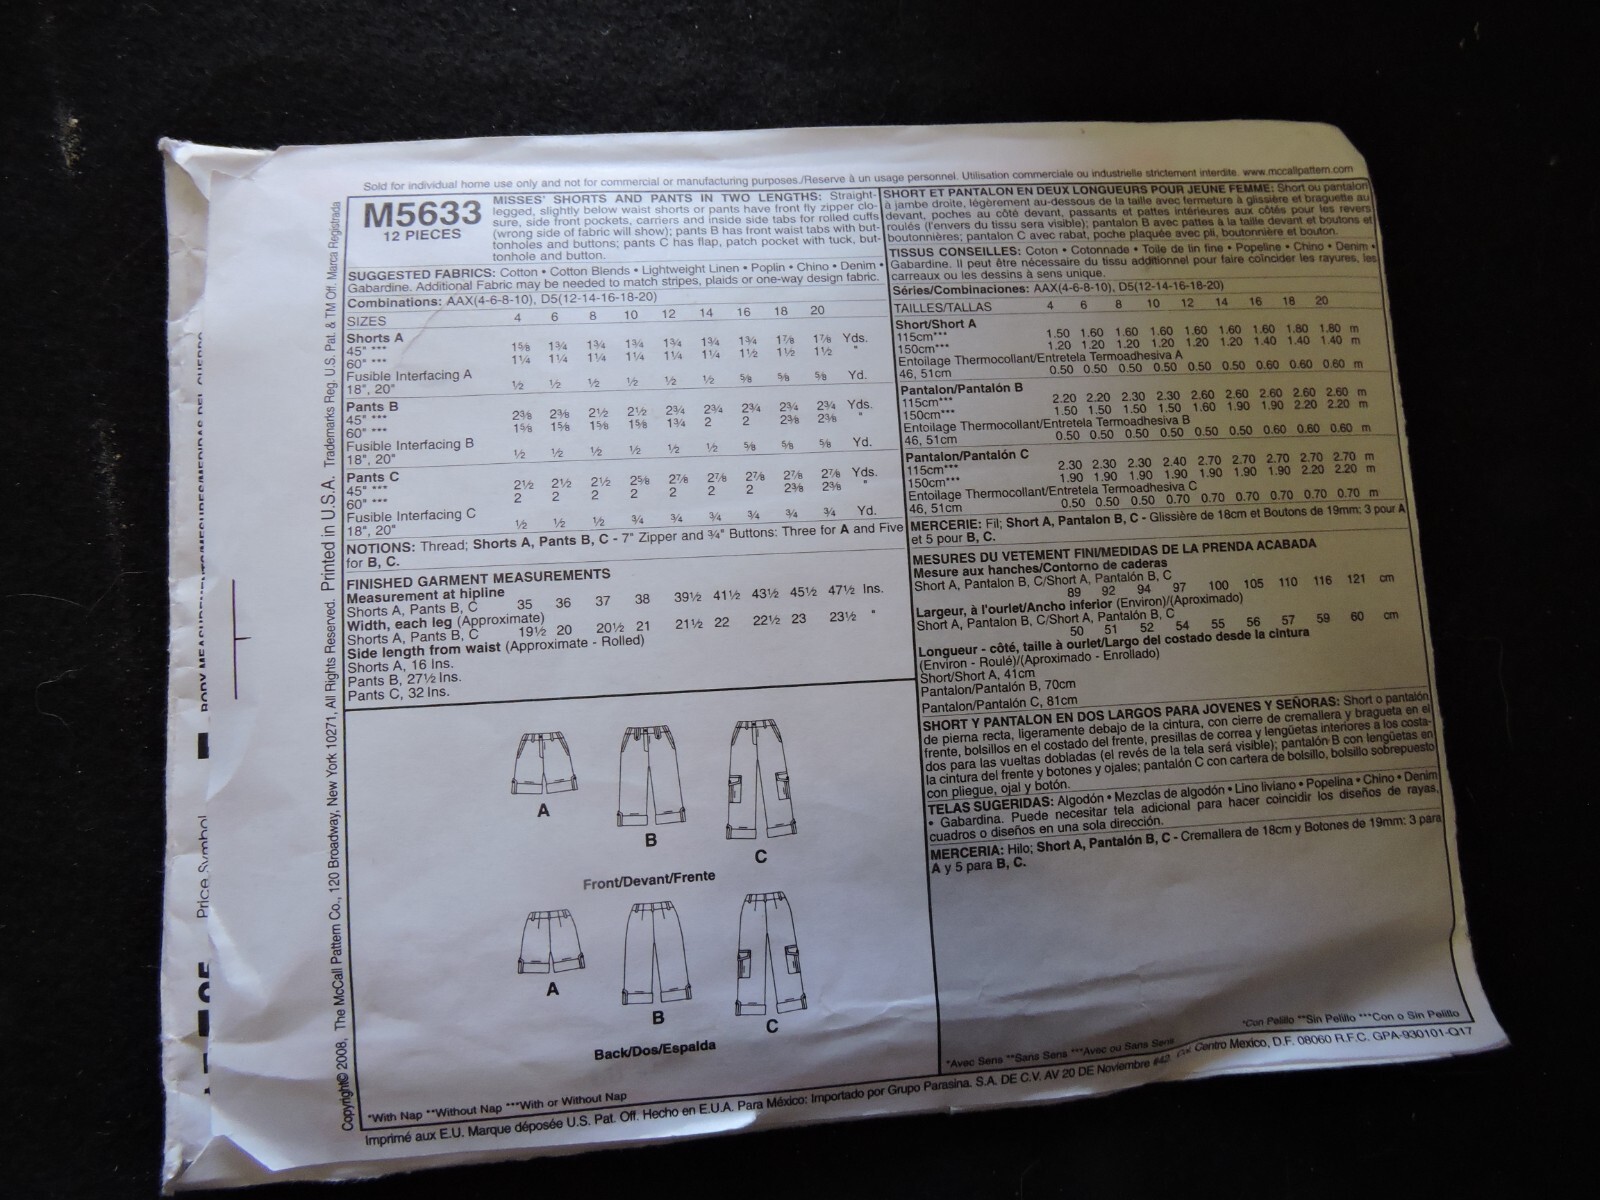 Sold for individual home use only and not for commercial or manufacturing purposes./Reserve à un usage personnel. Utilisation commerciale ou industrielle strictement interdite. www.mccallpattern.com
M5633
12 PIECES
MISSES' SHORTS AND PANTS IN TWO LENGTHS: Straight-
legged, slightly below waist shorts or pants have front fly zipper clo-
sure, side front pockets, carriers and inside side tabs for rolled cuffs
(wrong side of fabric will show); pants B has front waist tabs with but-
tonholes and buttons; pants C has flap, patch pocket with tuck, but-
tonhole and button.
SUGGESTED FABRICS: Cotton • Cotton Blends • Lightweight Linen • Poplin • Chino • Denim •
Gabardine. Additional Fabric may be needed to match stripes, plaids or one-way design fabric.
Combinations: AAX(4-6-8-10), D5(12-14-16-18-20)
SIZES 4 6 8 10 12 14 16 18 20
Shorts A
45" *** 1⅝ 1¾ 1¾ 1¾ 1¾ 1¾ 1¾ 1⅞ 1⅞ Yds.
60" *** 1¼ 1¼ 1¼ 1¼ 1¼ 1¼ 1½ 1½ 1½ "
Fusible Interfacing A
18", 20" ½ ½ ½ ½ ½ ½ ⅝ ⅝ ⅝ Yd.
Pants B
45" *** 2⅜ 2⅜ 2½ 2½ 2¾ 2¾ 2¾ 2¾ 2¾ Yds.
60" *** 1⅝ 1⅝ 1⅝ 1⅝ 1¾ 2 2 2⅜ 2⅜ "
Fusible Interfacing B
18", 20" ½ ½ ½ ½ ½ ½ ⅝ ⅝ ⅝ Yd.
Pants C
45" *** 2½ 2½ 2½ 2⅝ 2⅞ 2⅞ 2⅞ 2⅞ 2⅞ Yds.
60" *** 2 2 2 2 2 2 2 2⅜ 2⅜ "
Fusible Interfacing C
18", 20" ½ ½ ½ ¾ ¾ ¾ ¾ ¾ ¾ Yd.
NOTIONS: Thread; Shorts A, Pants B, C - 7" Zipper and ¾" Buttons: Three for A and Five
for B, C.
FINISHED GARMENT MEASUREMENTS
Measurement at hipline
Shorts A, Pants B, C 35 36 37 38 39½ 41½ 43½ 45½ 47½ Ins.
Width, each leg (Approximate)
Shorts A, Pants B, C 19½ 20 20½ 21 21½ 22 22½ 23 23½ "
Side length from waist (Approximate - Rolled)
Shorts A, 16 Ins.
Pants B, 27½ Ins.
Pants C, 32 Ins.
A
B
C
Front/Devant/Frente
A
B
C
Back/Dos/Espalda
*With Nap **Without Nap ***With or Without Nap
SHORT ET PANTALON EN DEUX LONGUEURS POUR JEUNE FEMME: Short ou pantalon
à jambe droite, légèrement au-dessous de la taille avec fermeture à glissière et braguette au
devant, poches au côté devant, passants et pattes intérieures aux côtés pour les revers
roulés (l'envers du tissu sera visible); pantalon B avec pattes à la taille devant et boutons et
boutonnières; pantalon C avec rabat, poche plaquée avec pli, boutonnière et bouton.
TISSUS CONSEILLES: Coton • Cotonnade • Toile de lin fine • Popeline • Chino • Denim •
Gabardine. Il peut être nécessaire du tissu additionnel pour faire coïncider les rayures, les
carreaux ou les dessins à sens unique.
Séries/Combinaciones: AAX(4-6-8-10), D5(12-14-16-18-20)
TAILLES/TALLAS 4 6 8 10 12 14 16 18 20
Short/Short A
115cm*** 1.50 1.60 1.60 1.60 1.60 1.60 1.60 1.80 1.80 m
150cm*** 1.20 1.20 1.20 1.20 1.20 1.20 1.40 1.40 1.40 m
Entoilage Thermocollant/Entretela Termoadhesiva A
46, 51cm 0.50 0.50 0.50 0.50 0.50 0.50 0.60 0.60 0.60 m
Pantalon/Pantalón B
115cm*** 2.20 2.20 2.30 2.30 2.60 2.60 2.60 2.60 2.60 m
150cm*** 1.50 1.50 1.50 1.50 1.60 1.90 1.90 2.20 2.20 m
Entoilage Thermocollant/Entretela Termoadhesiva B
46, 51cm 0.50 0.50 0.50 0.50 0.50 0.50 0.60 0.60 0.60 m
Pantalon/Pantalón C
115cm*** 2.30 2.30 2.30 2.40 2.70 2.70 2.70 2.70 2.70 m
150cm*** 1.90 1.90 1.90 1.90 1.90 1.90 1.90 2.20 2.20 m
Entoilage Thermocollant/Entretela Termoadhesiva C
46, 51cm 0.50 0.50 0.50 0.70 0.70 0.70 0.70 0.70 0.70 m
MERCERIE: Fil; Short A, Pantalon B, C - Glissière de 18cm et Boutons de 19mm: 3 pour A
et 5 pour B, C.
MESURES DU VETEMENT FINI/MEDIDAS DE LA PRENDA ACABADA
Mesure aux hanches/Contorno de caderas
Short A, Pantalon B, C/Short A, Pantalón B, C
89 92 94 97 100 105 110 116 121 cm
Largeur, à l'ourlet/Ancho inferior (Environ)/(Aproximado)
Short A, Pantalon B, C/Short A, Pantalón B, C
50 51 52 54 55 56 57 59 60 cm
Longueur - côté, taille à ourlet/Largo del costado desde la cintura
(Environ - Roulé)/(Aproximado - Enrollado)
Short/Short A, 41cm
Pantalon/Pantalón B, 70cm
Pantalon/Pantalón C, 81cm
SHORT Y PANTALON EN DOS LARGOS PARA JOVENES Y SEÑORAS: Short o pantalón
de pierna recta, ligeramente debajo de la cintura, con cierre de cremallera y bragueta en el
frente, bolsillos en el costado del frente, presillas de correa y lengüetas interiores a los costa-
dos para las vueltas dobladas (el revés de la tela será visible); pantalón B con lengüetas en
la cintura del frente y botones y ojales; pantalón C con cartera de bolsillo, bolsillo sobrepuesto
con pliegue, ojal y botón.
TELAS SUGERIDAS: Algodón • Mezclas de algodón • Lino liviano • Popelina • Chino • Denim
• Gabardina. Puede necesitar tela adicional para hacer coincidir los diseños de rayas,
cuadros o diseños en una sola dirección.
MERCERIA: Hilo; Short A, Pantalón B, C - Cremallera de 18cm y Botones de 19mm: 3 para
A y 5 para B, C.
*Con Pelillo **Sin Pelillo ***Con o Sin Pelillo
*Avec Sens **Sans Sens ***Avec ou Sans Sens
Imprimé aux E.U. Marque déposée U.S. Pat. Off. Hecho en E.U.A. Para México: Importado por Grupo Parasina. S.A. DE C.V. AV 20 DE Noviembre #42 Col Centro Mexico, D.F. 08060 R.F.C. GPA-930101-Q17
Copyright© 2008, The McCall Pattern Co., 120 Broadway, New York 10271, All Rights Reserved. Printed in U.S.A. Trademarks Reg. U.S. Pat. & TM Off. Marca Registrada
Price Symbol